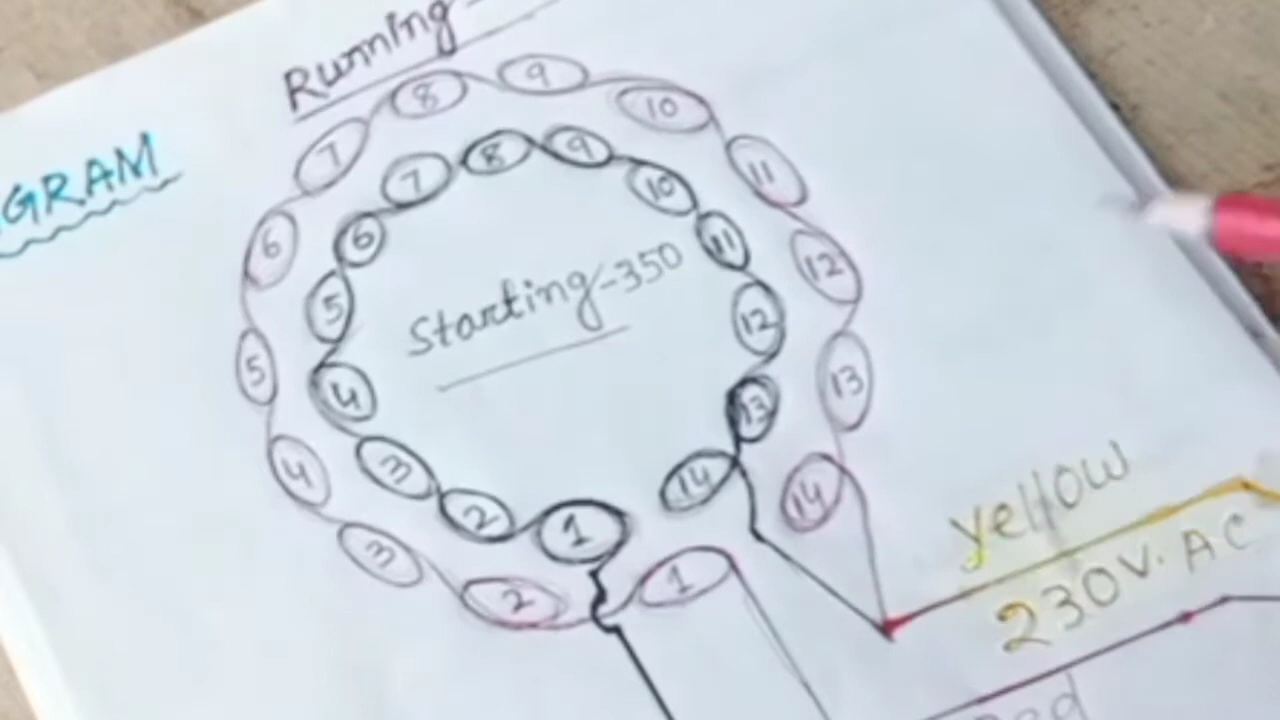 Running-
GRAM
8 9 10
7 11
6 12
5 13
4 14
3
2 1
7 8 9 10
6 11
5 12
4 13
3 14
2 1
Starting-350
yellow
230V. AC
Red